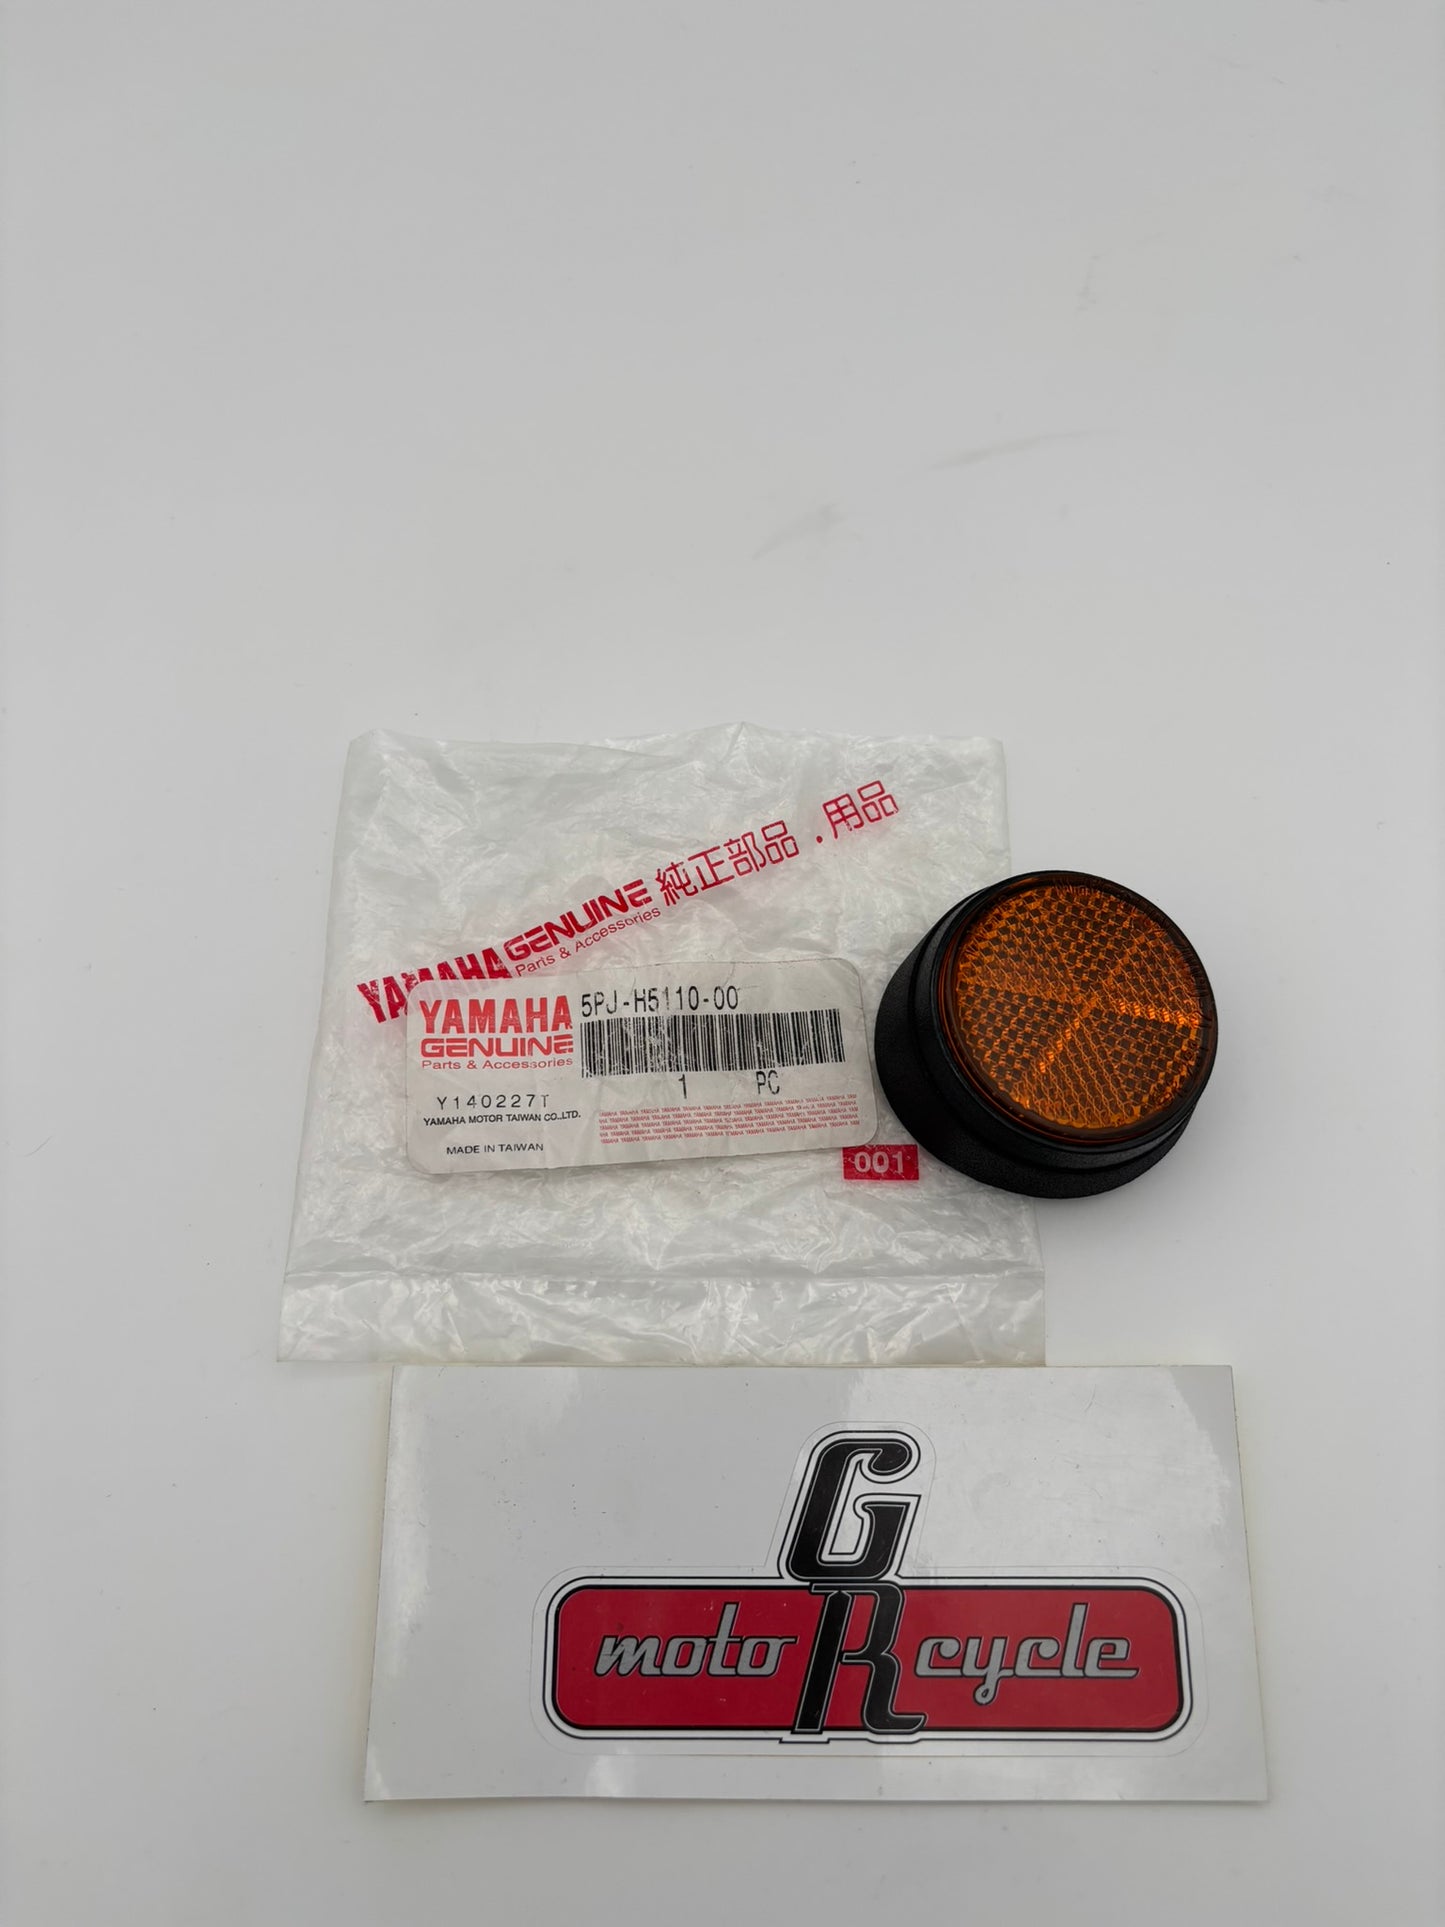 YAMAHA GENUINE 純正部品.用品
Parts & Accessories
YAMAHA 5PJ-H5110-00
GENUINE
Parts & Accessories
1 PC
Y140227T
YAMAHA MOTOR TAIWAN CO.,LTD.
MADE IN TAIWAN
001
GR
moto cycle